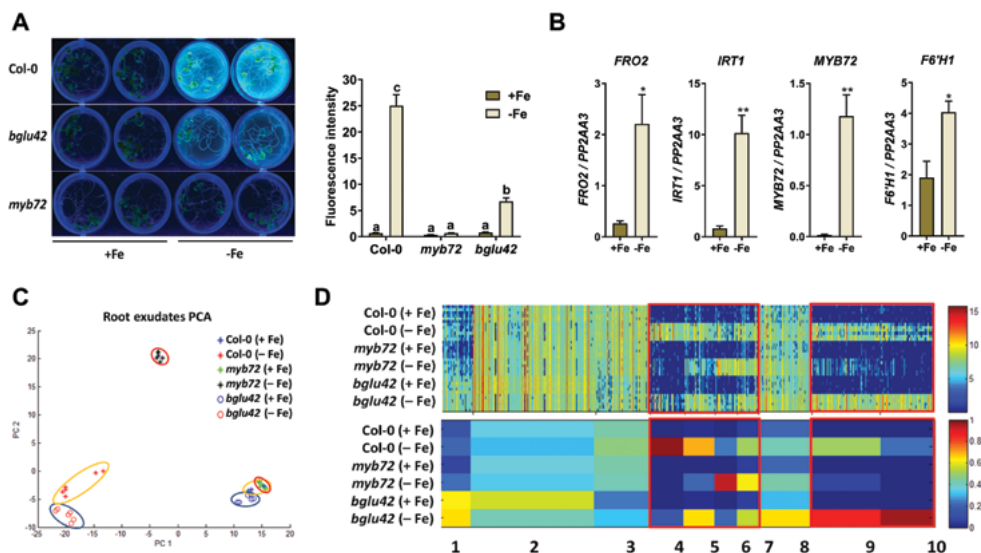 A
Col-0
bglu42
myb72
+Fe
-Fe
Fluorescence intensity
30
25
20
15
10
5
0
+Fe
-Fe
a
c
a
a
a
b
Col-0
myb72
bglu42
B
FRO2
IRT1
MYB72
F6'H1
FRO2 / PP2AA3
3
2
1
0
*
+Fe -Fe
IRT1 / PP2AA3
15
10
5
0
**
+Fe -Fe
MYB72 / PP2AA3
1.5
1.0
0.5
0.0
**
+Fe -Fe
F6'H1 / PP2AA3
5
4
3
2
1
0
*
+Fe -Fe
C
Root exudates PCA
Col-0 (+ Fe)
Col-0 (– Fe)
myb72 (+ Fe)
myb72 (– Fe)
bglu42 (+ Fe)
bglu42 (– Fe)
PC 2
25
20
15
10
5
0
-5
-10
-25 -20 -15 -10 -5 0 5 10 15 20
PC 1
D
Col-0 (+ Fe)
Col-0 (– Fe)
myb72 (+ Fe)
myb72 (– Fe)
bglu42 (+ Fe)
bglu42 (– Fe)
15
10
5
0
Col-0 (+ Fe)
Col-0 (– Fe)
myb72 (+ Fe)
myb72 (– Fe)
bglu42 (+ Fe)
bglu42 (– Fe)
1
0.8
0.6
0.4
0.2
0
1 2 3 4 5 6 7 8 9 10